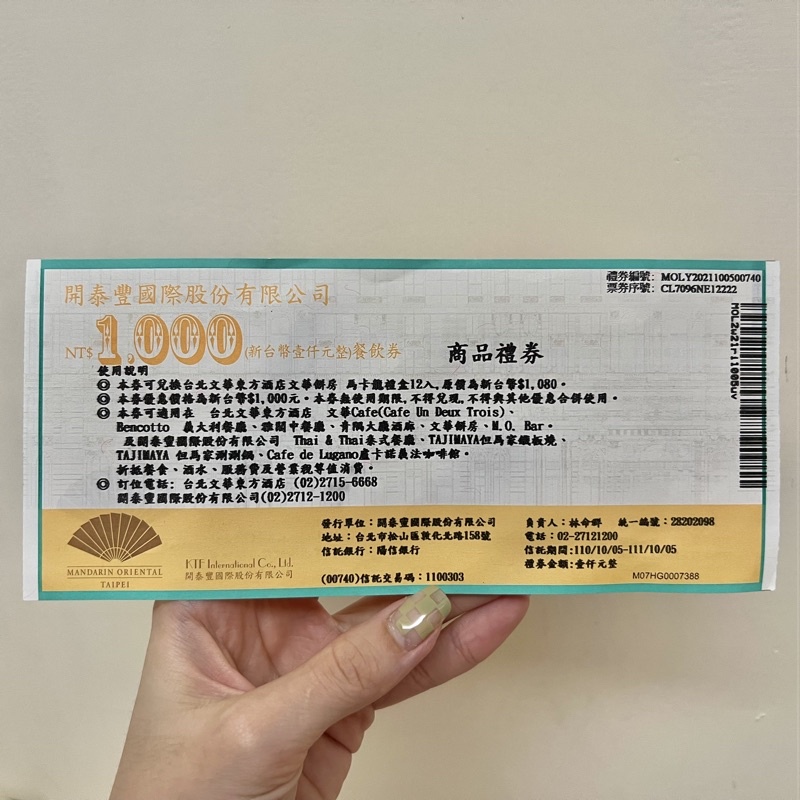 禮券編號: MOLY2021100500740
票券序號: CL7096NE12222
開泰豐國際股份有限公司
NT$1,000(新台幣壹仟元整)餐飲券
商品禮券
使用說明
◎ 本券可兌換台北文華東方酒店文華餅房 馬卡龍禮盒12入,原價為新台幣$1,080。
◎ 本券優惠價格為新台幣$1,000元。本券無使用期限,不得兌現,不得與其他優惠合併使用。
◎ 本券可適用在 台北文華東方酒店 文華Cafe(Cafe Un Deux Trois)、
Bencotto 義大利餐廳、雅閣中餐廳、青隅大廳酒廊、文華餅房、M.O. Bar。
及開泰豐國際股份有限公司 Thai & Thai泰式餐廳、TAJIMAYA但馬家鐵板燒、
TAJIMAYA 但馬家涮涮鍋、Cafe de Lugano盧卡諾義法咖啡館。
折抵餐食、酒水、服務費及營業稅等值消費。
◎ 訂位電話: 台北文華東方酒店 (02)2715-6668
開泰豐國際股份有限公司(02)2712-1200
MOL2w21r11005uv
MANDARIN ORIENTAL
TAIPEI
KTF International Co., Ltd.
開泰豐國際股份有限公司
發行單位:開泰豐國際股份有限公司
地址:台北市松山區敦化北路158號
信託銀行:陽信銀行
(00740)信託交易碼:1100303
負責人:林命群 統一編號:28202098
電話:02-27121200
信託期間:110/10/05-111/10/05
禮券金額:壹仟元整
M07HG0007388